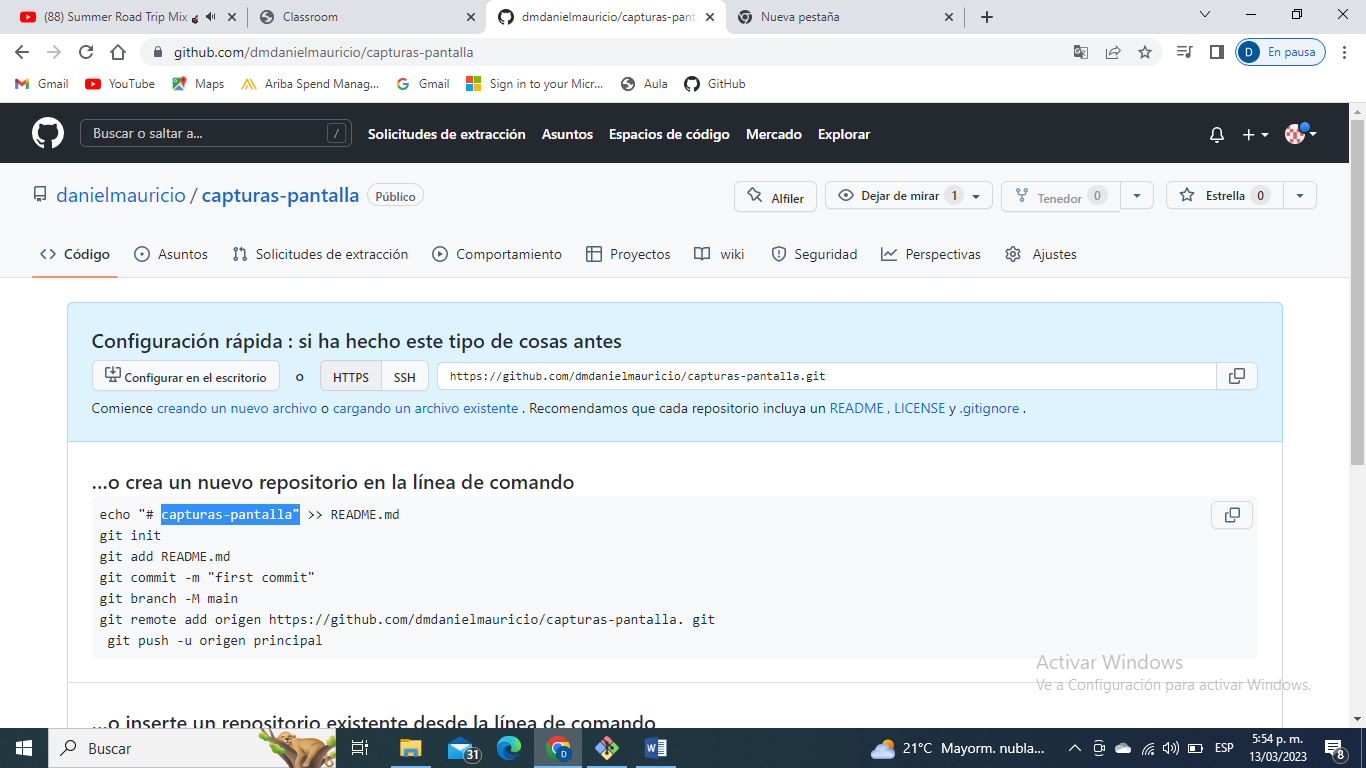 (88) Summer Road Trip Mix
Classroom
dmdanielmauricio/capturas-pant
Nueva pestaña
github.com/dmdanielmauricio/capturas-pantalla
D En pausa
Gmail YouTube Maps Ariba Spend Manag... Gmail Sign in to your Micr... Aula GitHub
Buscar o saltar a... /
Solicitudes de extracción Asuntos Espacios de código Mercado Explorar
danielmauricio / capturas-pantalla Público
Alfiler Dejar de mirar 1 Tenedor 0 Estrella 0
Código Asuntos Solicitudes de extracción Comportamiento Proyectos wiki Seguridad Perspectivas Ajustes
Configuración rápida : si ha hecho este tipo de cosas antes
Configurar en el escritorio o HTTPS SSH https://github.com/dmdanielmauricio/capturas-pantalla.git
Comience creando un nuevo archivo o cargando un archivo existente . Recomendamos que cada repositorio incluya un README , LICENSE y .gitignore .
...o crea un nuevo repositorio en la línea de comando
echo "# capturas-pantalla" >> README.md
git init
git add README.md
git commit -m "first commit"
git branch -M main
git remote add origen https://github.com/dmdanielmauricio/capturas-pantalla. git
git push -u origen principal
Activar Windows
Ve a Configuración para activar Windows.
...o inserte un repositorio existente desde la línea de comando
Buscar
31
D
21°C Mayorm. nubla...
ESP
5:54 p. m.
13/03/2023
8